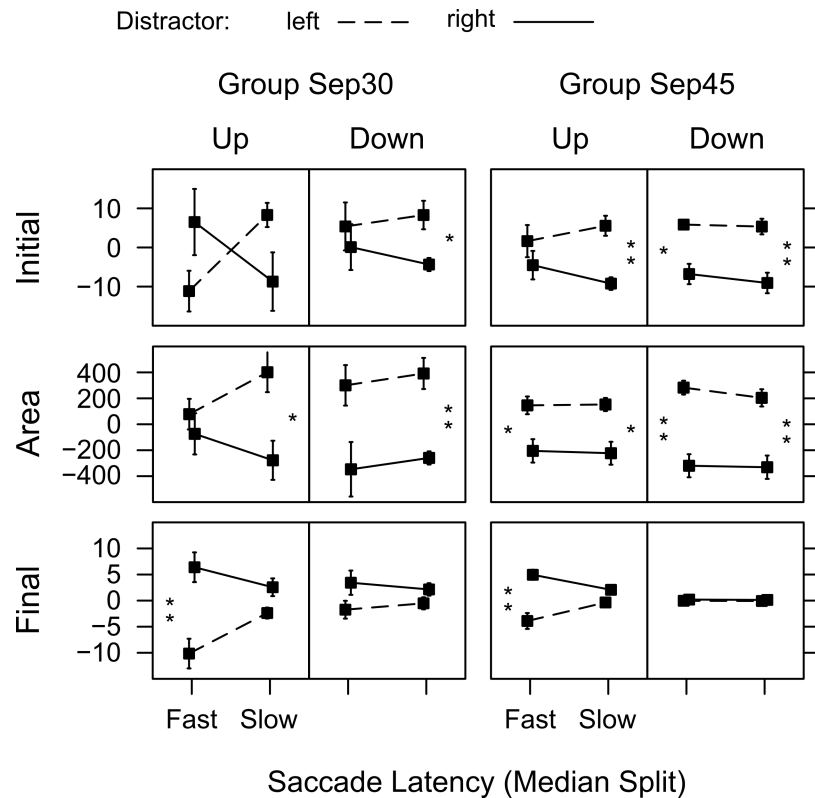 Distractor: left right
Group Sep30 Group Sep45
Up Down Up Down
Initial
10
0
−10
* * * * * *
Area
400
200
0
−200
−400
* * * * * * * * *
Final
10
5
0
−5
−10
* * * *
Fast Slow Fast Slow
Saccade Latency (Median Split)